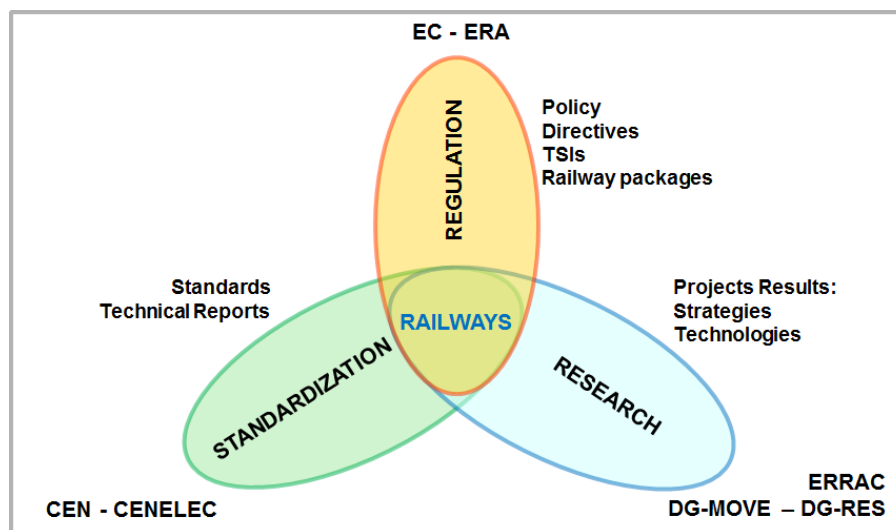 EC - ERA
REGULATION
Policy
Directives
TSIs
Railway packages
Standards
Technical Reports
RAILWAYS
Projects Results:
Strategies
Technologies
STANDARDIZATION
RESEARCH
CEN - CENELEC
ERRAC
DG-MOVE – DG-RES